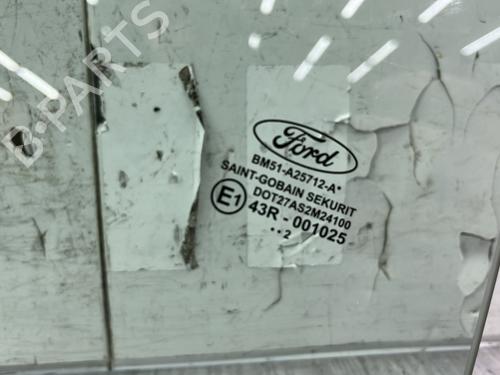 B-PARTS
Ford
BM51-A25712-A*
SAINT-GOBAIN SEKURIT
DOT27AS2M24100
E1 43R - 001025
..2